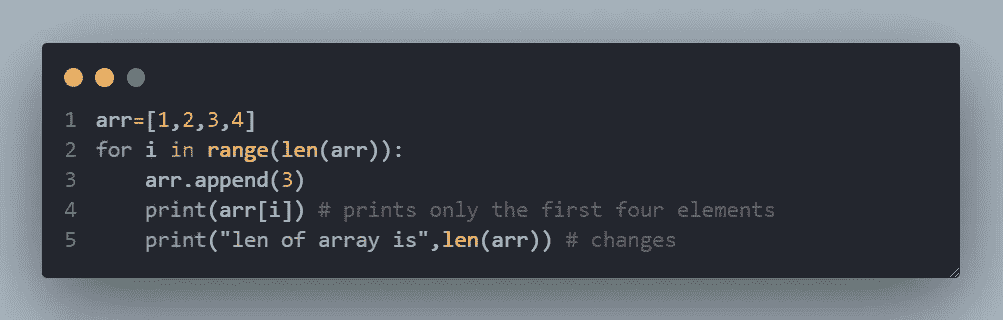 1 arr=[1,2,3,4]
2 for i in range(len(arr)):
3     arr.append(3)
4     print(arr[i]) # prints only the first four elements
5     print("len of array is",len(arr)) # changes